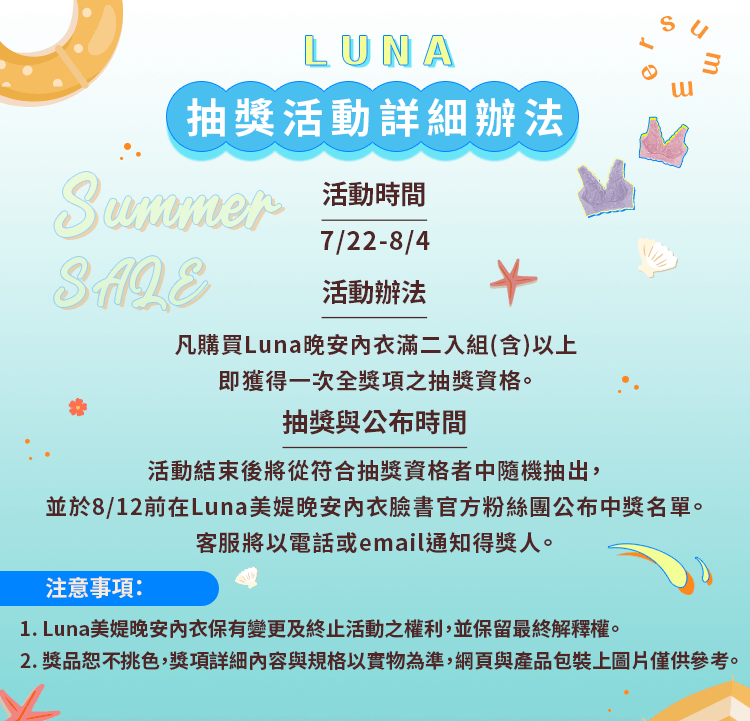 LUNA
summer
抽獎活動詳細辦法
Summer
SALE
活動時間
7/22-8/4
活動辦法
凡購買Luna晚安內衣滿二入組(含)以上
即獲得一次全獎項之抽獎資格。
抽獎與公布時間
活動結束後將從符合抽獎資格者中隨機抽出，
並於8/12前在Luna美媞晚安內衣臉書官方粉絲團公布中獎名單。
客服將以電話或email通知得獎人。
注意事項：
1. Luna美媞晚安內衣保有變更及終止活動之權利，並保留最終解釋權。
2. 獎品恕不挑色，獎項詳細內容與規格以實物為準，網頁與產品包裝上圖片僅供參考。